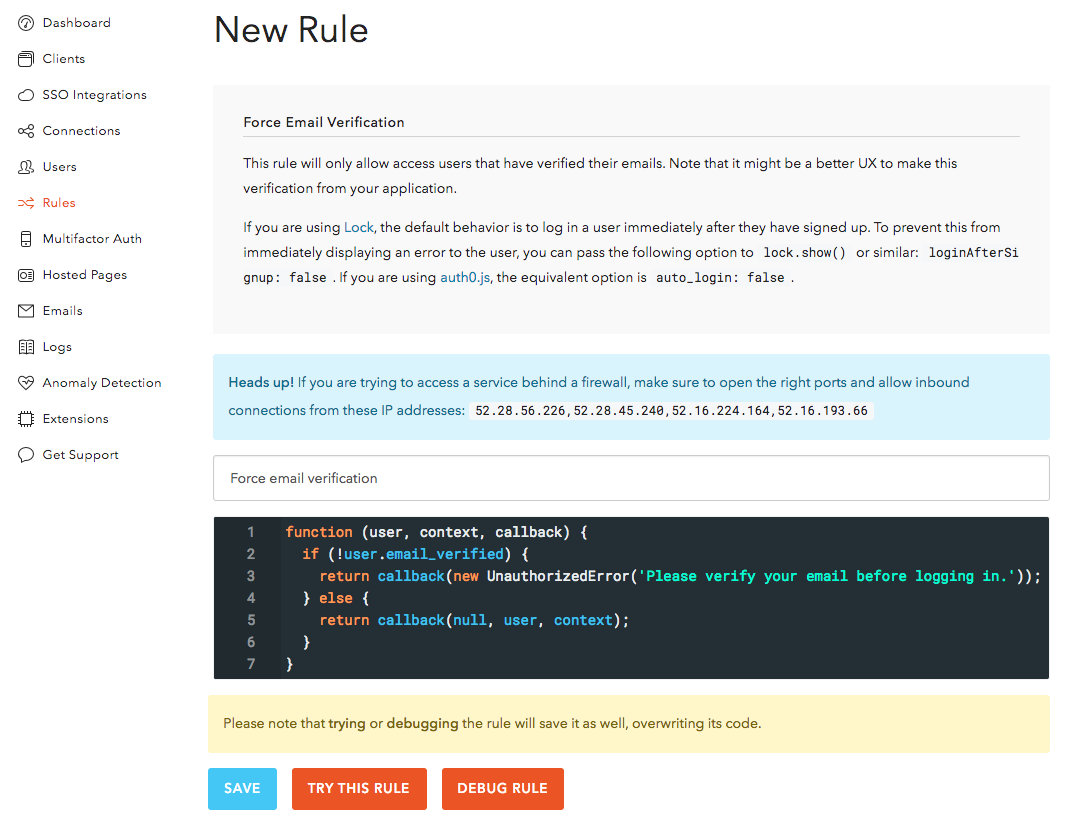 Dashboard
Clients
SSO Integrations
Connections
Users
Rules
Multifactor Auth
Hosted Pages
Emails
Logs
Anomaly Detection
Extensions
Get Support
New Rule
Force Email Verification
This rule will only allow access users that have verified their emails. Note that it might be a better UX to make this
verification from your application.
If you are using Lock, the default behavior is to log in a user immediately after they have signed up. To prevent this from
immediately displaying an error to the user, you can pass the following option to lock.show() or similar: loginAfterSi
gnup: false . If you are using auth0.js, the equivalent option is auto_login: false .
Heads up! If you are trying to access a service behind a firewall, make sure to open the right ports and allow inbound
connections from these IP addresses: 52.28.56.226,52.28.45.240,52.16.224.164,52.16.193.66
Force email verification
1 function (user, context, callback) {
2 if (!user.email_verified) {
3 return callback(new UnauthorizedError('Please verify your email before logging in.'));
4 } else {
5 return callback(null, user, context);
6 }
7 }
Please note that trying or debugging the rule will save it as well, overwriting its code.
SAVE
TRY THIS RULE
DEBUG RULE